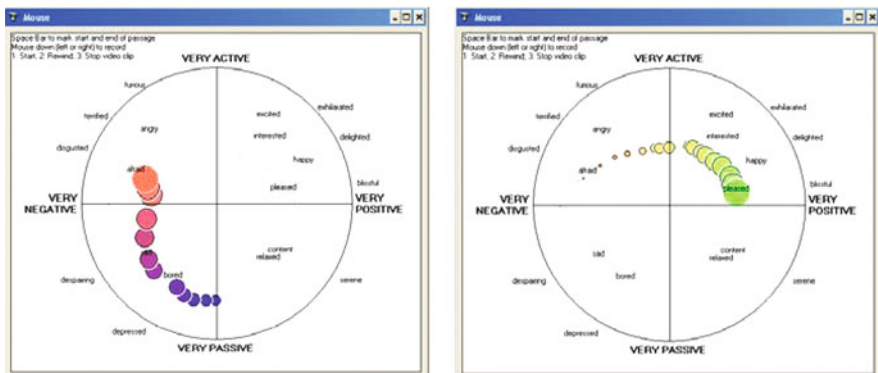 Mouse
Space Bar to mark start and end of passage
Mouse down (left or right) to record
1: Start, 2: Rewind, 3: Stop video clip
VERY ACTIVE
furious
exhilarated
excited
terrified
angry
interested
delighted
disgusted
happy
afraid
pleased
blissful
VERY NEGATIVE
VERY POSITIVE
sad
content
relaxed
bored
despairing
serene
depressed
VERY PASSIVE
Mouse
Space Bar to mark start and end of passage
Mouse down (left or right) to record
1: Start, 2: Rewind, 3: Stop video clip
VERY ACTIVE
furious
exhilarated
excited
terrified
angry
interested
delighted
disgusted
happy
afraid
pleased
blissful
VERY NEGATIVE
VERY POSITIVE
sad
content
relaxed
bored
despairing
serene
depressed
VERY PASSIVE